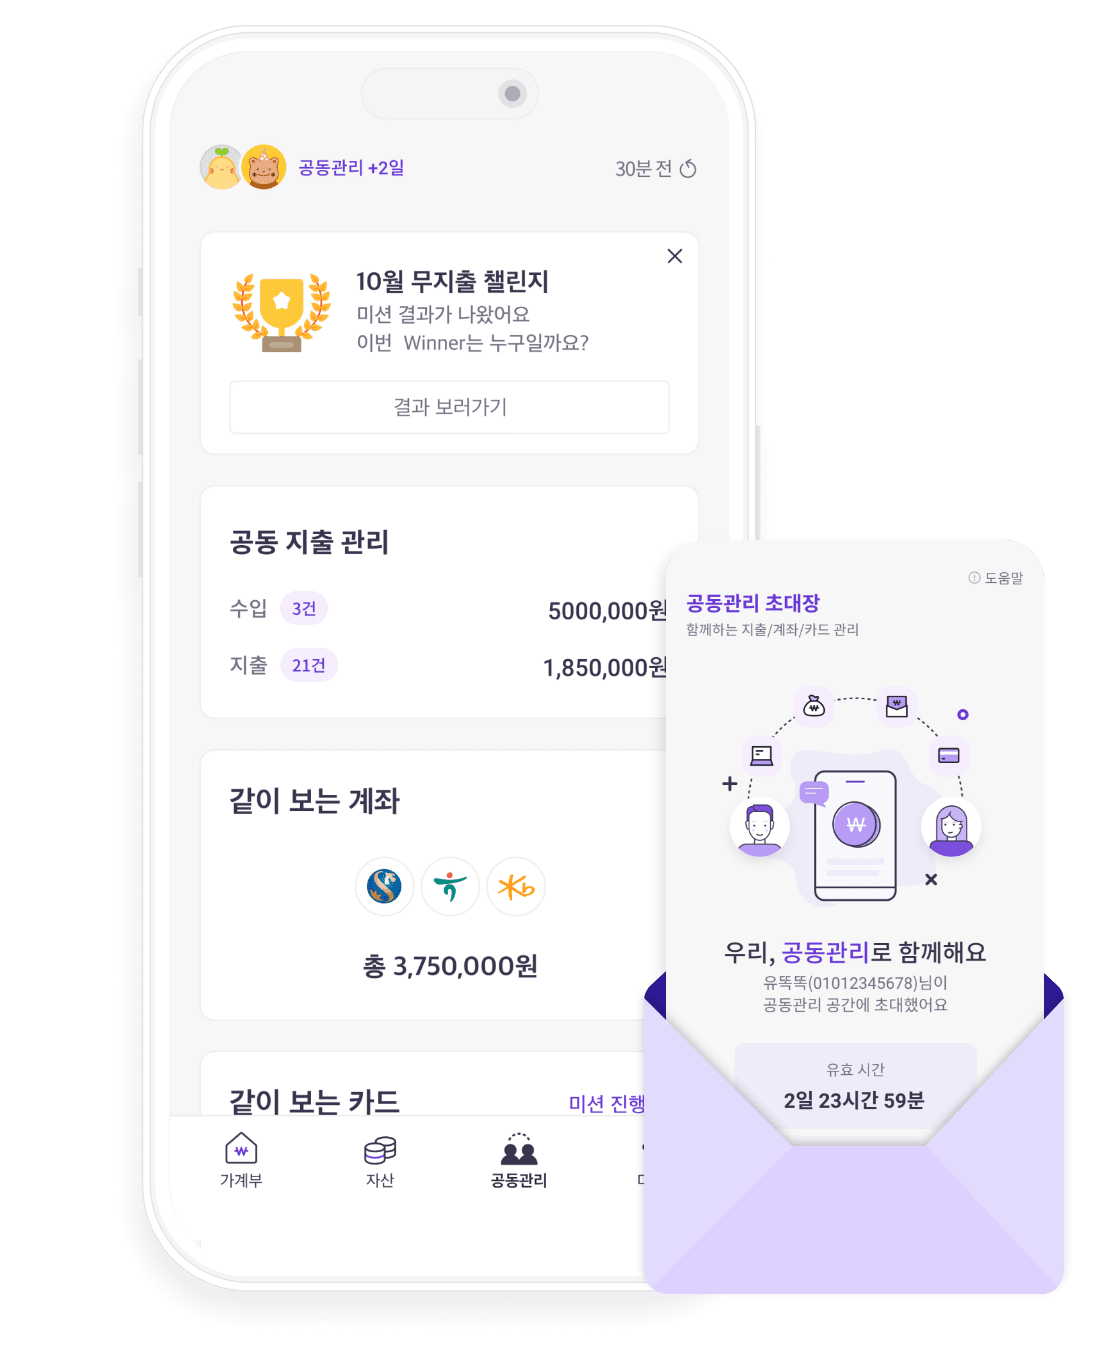 공동관리 +2일
30분 전
10월 무지출 챌린지
미션 결과가 나왔어요
이번 Winner는 누구일까요?
결과 보러가기
공동 지출 관리
수입 3건 5000,000원
지출 21건 1,850,000원
같이 보는 계좌
총 3,750,000원
같이 보는 카드
미션 진행
가계부
자산
공동관리
도움말
공동관리 초대장
함께하는 지출/계좌/카드 관리
우리, 공동관리로 함께해요
유똑똑(01012345678)님이
공동관리 공간에 초대했어요
유효 시간
2일 23시간 59분